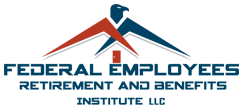 FEDERAL EMPLOYEES
RETIREMENT AND BENEFITS
INSTITUTE LLC